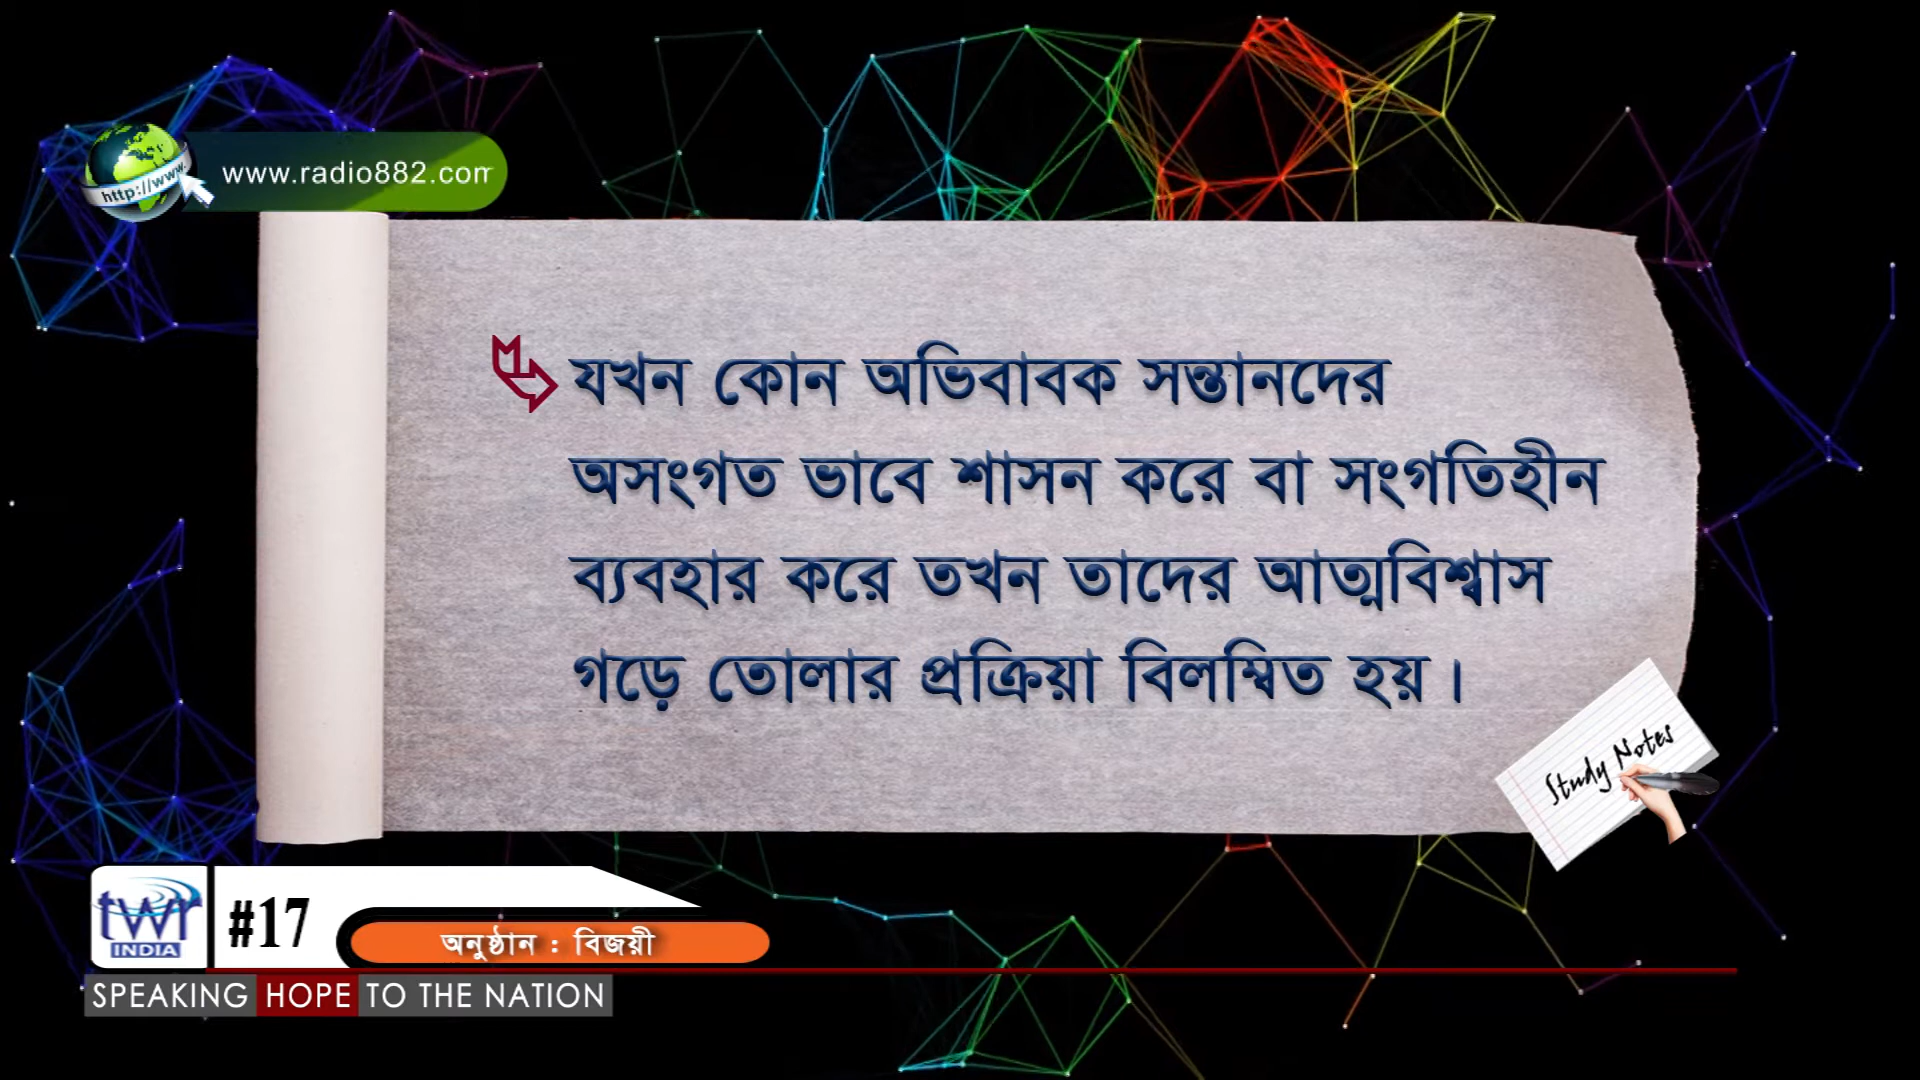 www.radio882.com
http://www.
যখন কোন অভিবাবক সন্তানদের
অসংগত ভাবে শাসন করে বা সংগতিহীন
ব্যবহার করে তখন তাদের আত্মবিশ্বাস
গড়ে তোলার প্রক্রিয়া বিলম্বিত হয়।
Study Notes
twr
INDIA
#17
অনুষ্ঠান : বিজয়ী
SPEAKING HOPE TO THE NATION